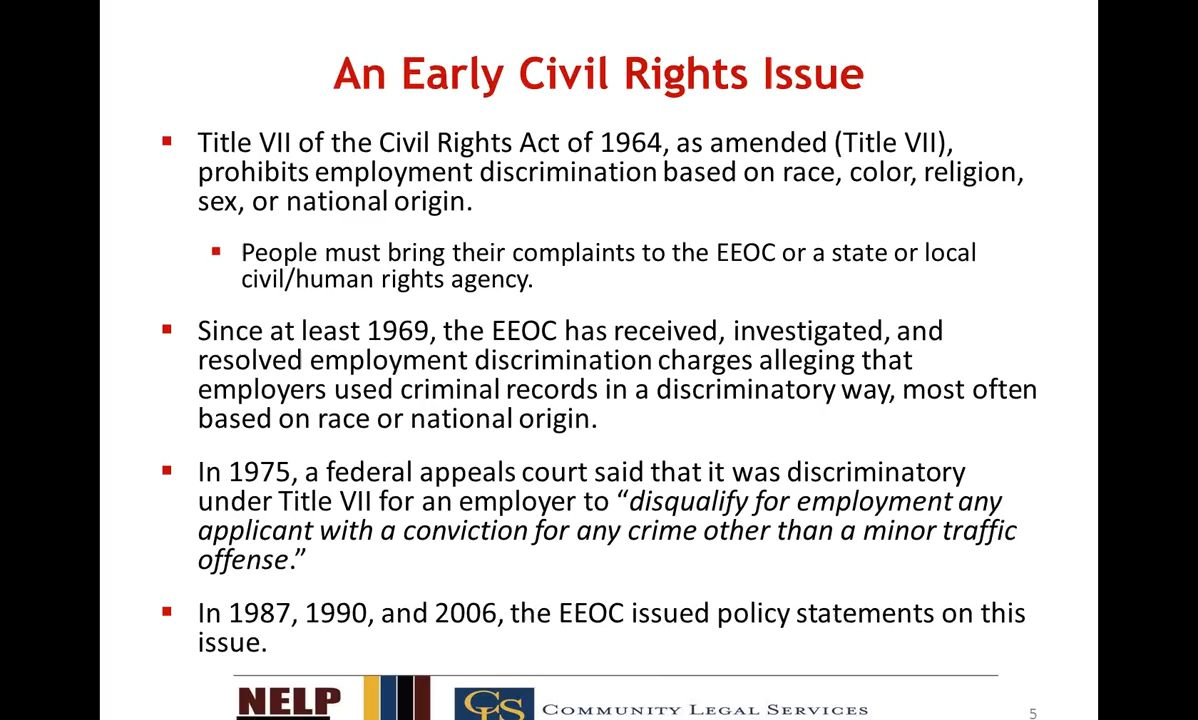 An Early Civil Rights Issue
▪ Title VII of the Civil Rights Act of 1964, as amended (Title VII),
prohibits employment discrimination based on race, color, religion,
sex, or national origin.
▪ People must bring their complaints to the EEOC or a state or local
civil/human rights agency.
▪ Since at least 1969, the EEOC has received, investigated, and
resolved employment discrimination charges alleging that
employers used criminal records in a discriminatory way, most often
based on race or national origin.
▪ In 1975, a federal appeals court said that it was discriminatory
under Title VII for an employer to “disqualify for employment any
applicant with a conviction for any crime other than a minor traffic
offense.”
▪ In 1987, 1990, and 2006, the EEOC issued policy statements on this
issue.
NELP
CLS COMMUNITY LEGAL SERVICES
5